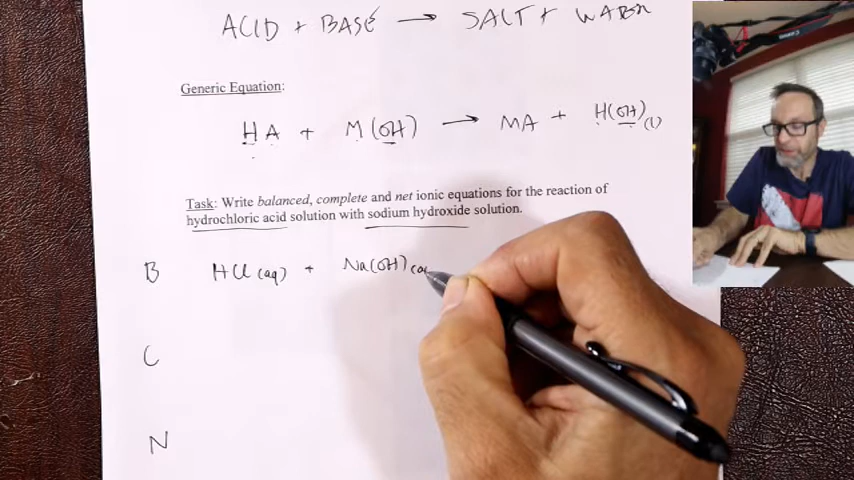 ACID + BASE → SALT + WATER
Generic Equation:
HA + M(OH) → MA + H(OH)(l)
Task: Write balanced, complete and net ionic equations for the reaction of
hydrochloric acid solution with sodium hydroxide solution.
B HCl(aq) + Na(OH)(aq
C
N